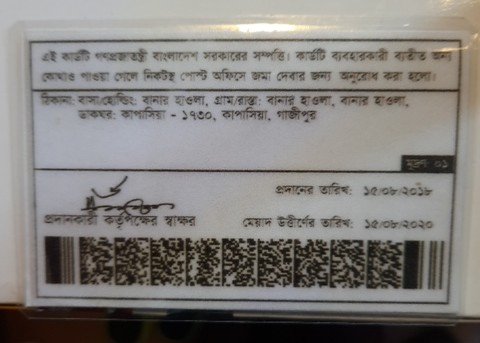 এই কার্ডটি গণপ্রজাতন্ত্রী বাংলাদেশ সরকারের সম্পত্তি। কার্ডটি ব্যবহারকারী ব্যতীত অন্য
কোথাও পাওয়া গেলে নিকটস্থ পোস্ট অফিসে জমা দেবার জন্য অনুরোধ করা হলো।
ঠিকানা: বাসা/হোল্ডিং: বানার হাওলা, গ্রাম/রাস্তা: বানার হাওলা, বানার হাওলা,
ডাকঘর: কাপাসিয়া - ১৭৩০, কাপাসিয়া, গাজীপুর
মুদ্রণ: ০১
প্রদানের তারিখ: ১৫/০৮/২০১৮
প্রদানকারী কর্তৃপক্ষের স্বাক্ষর
মেয়াদ উত্তীর্ণের তারিখ: ১৫/০৮/২০২০